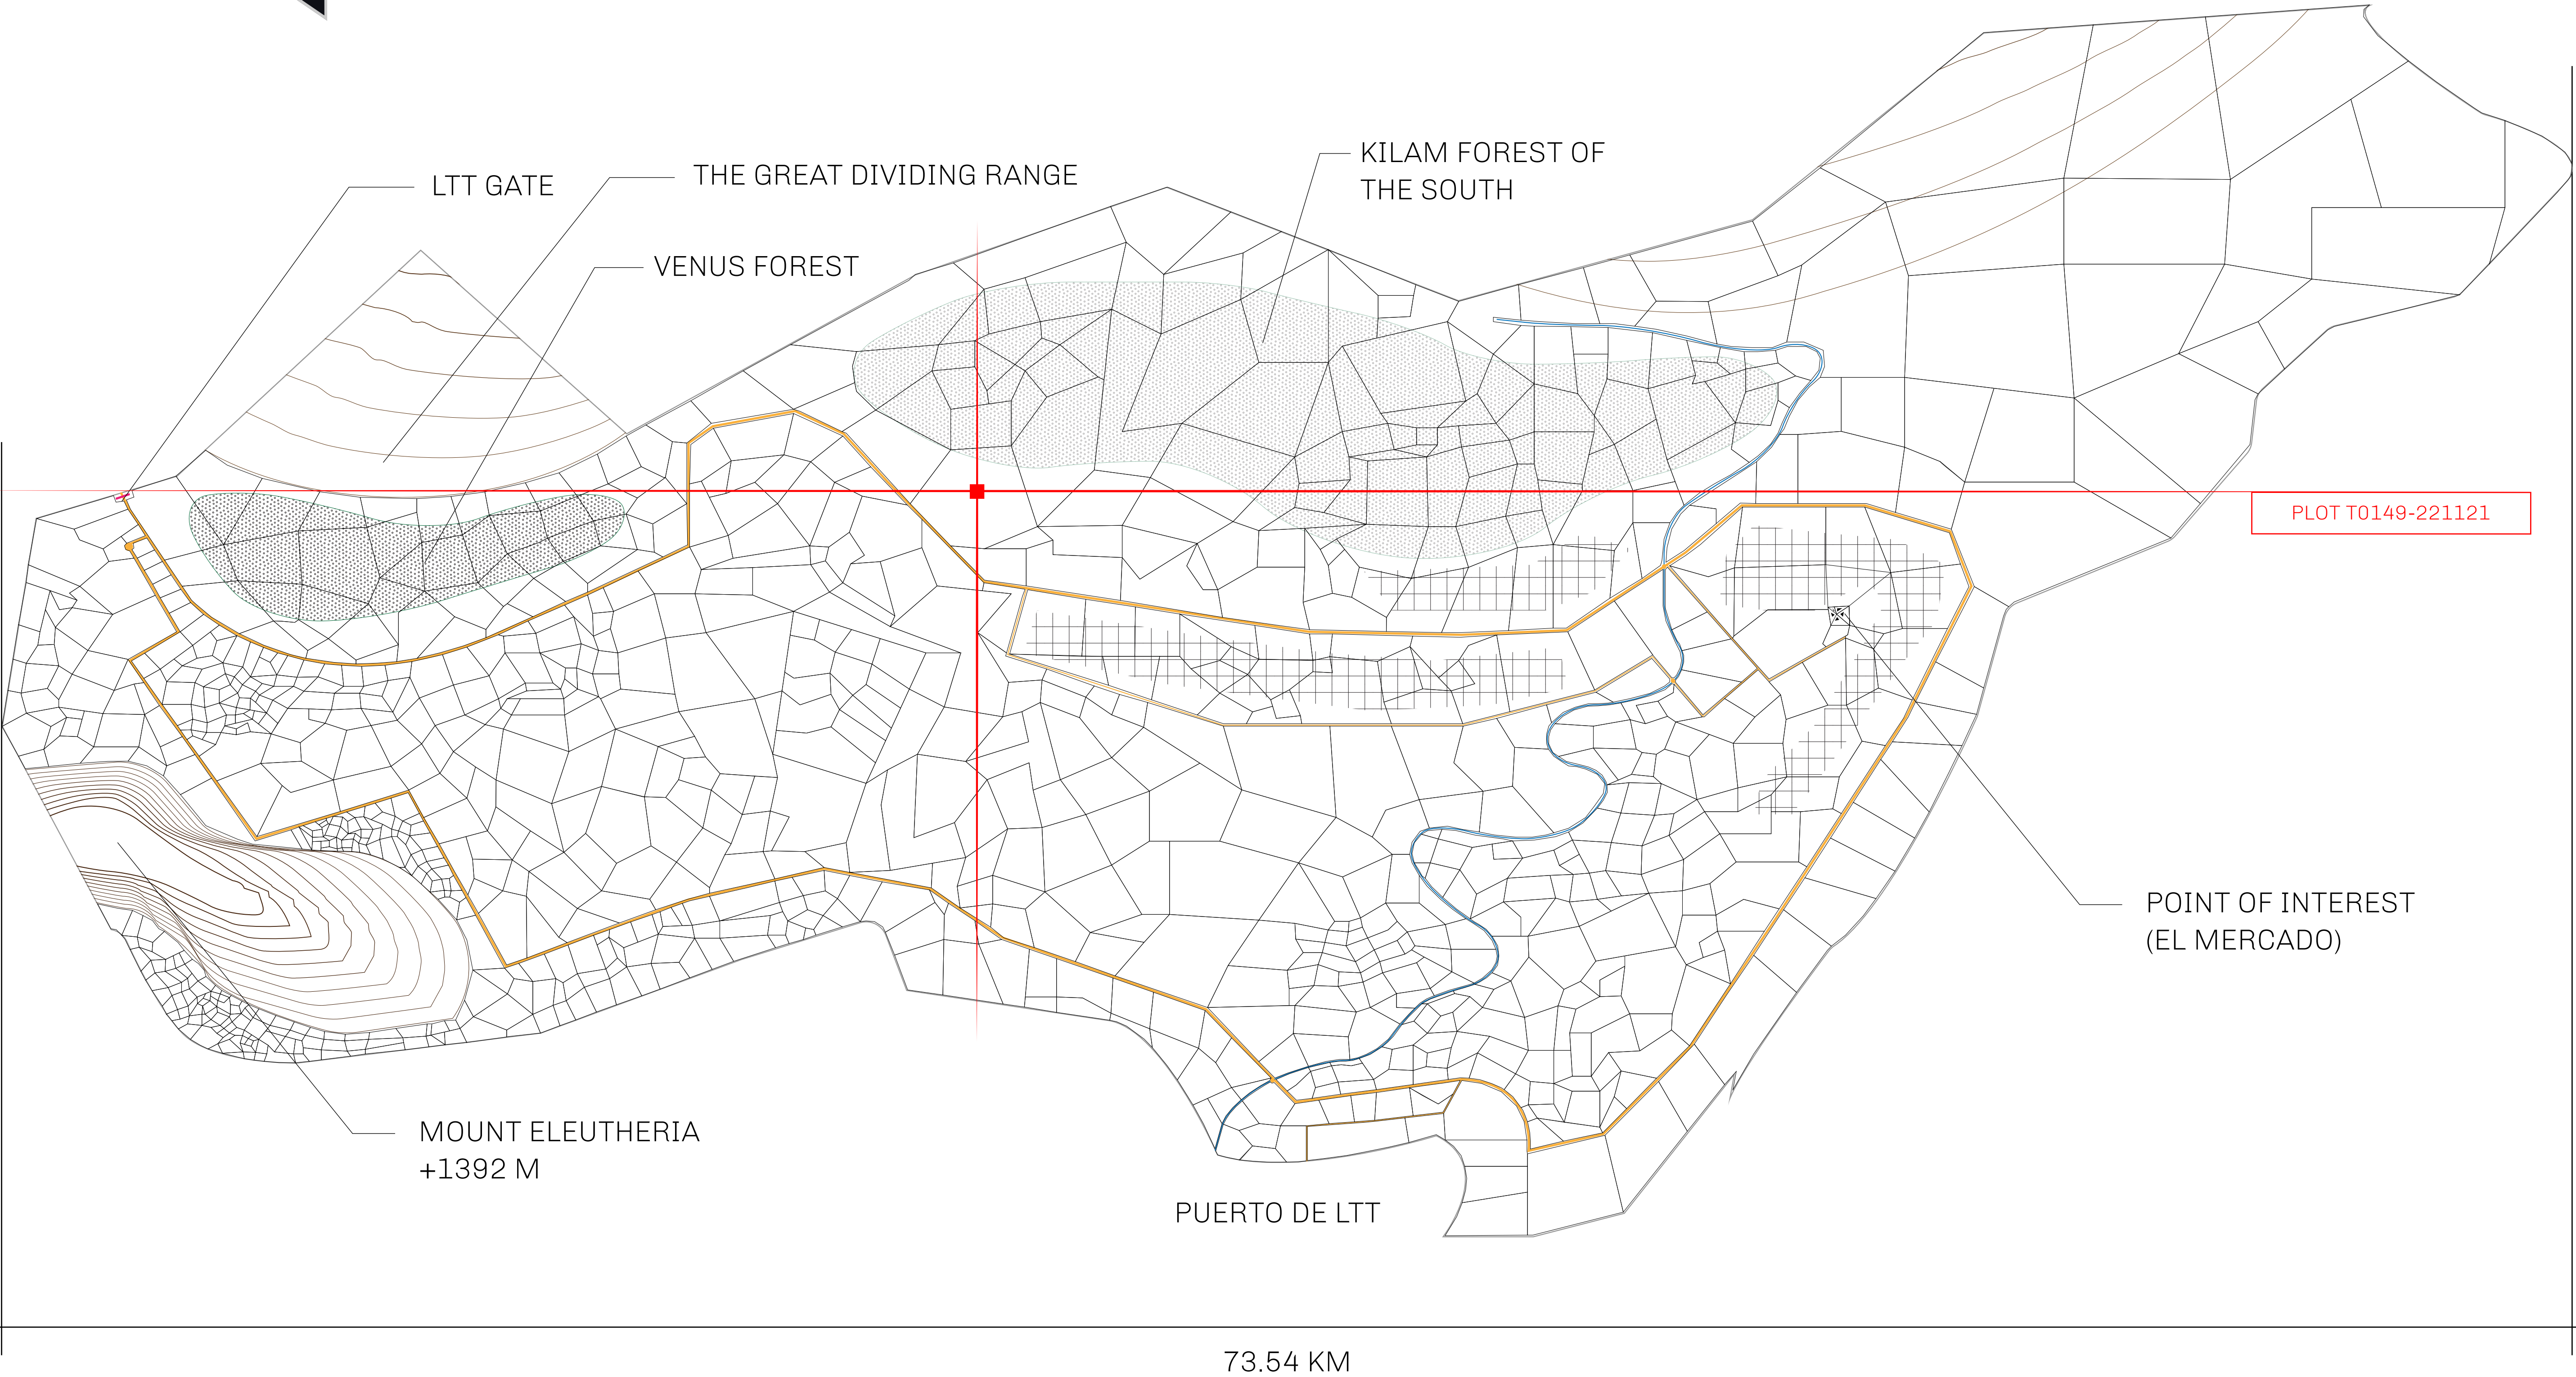 KILAM FOREST OF
THE SOUTH
THE GREAT DIVIDING RANGE
LTT GATE
VENUS FOREST
PLOT T0149-221121
POINT OF INTEREST
(EL MERCADO)
MOUNT ELEUTHERIA
+1392 M
PUERTO DE LTT
73.54 KM